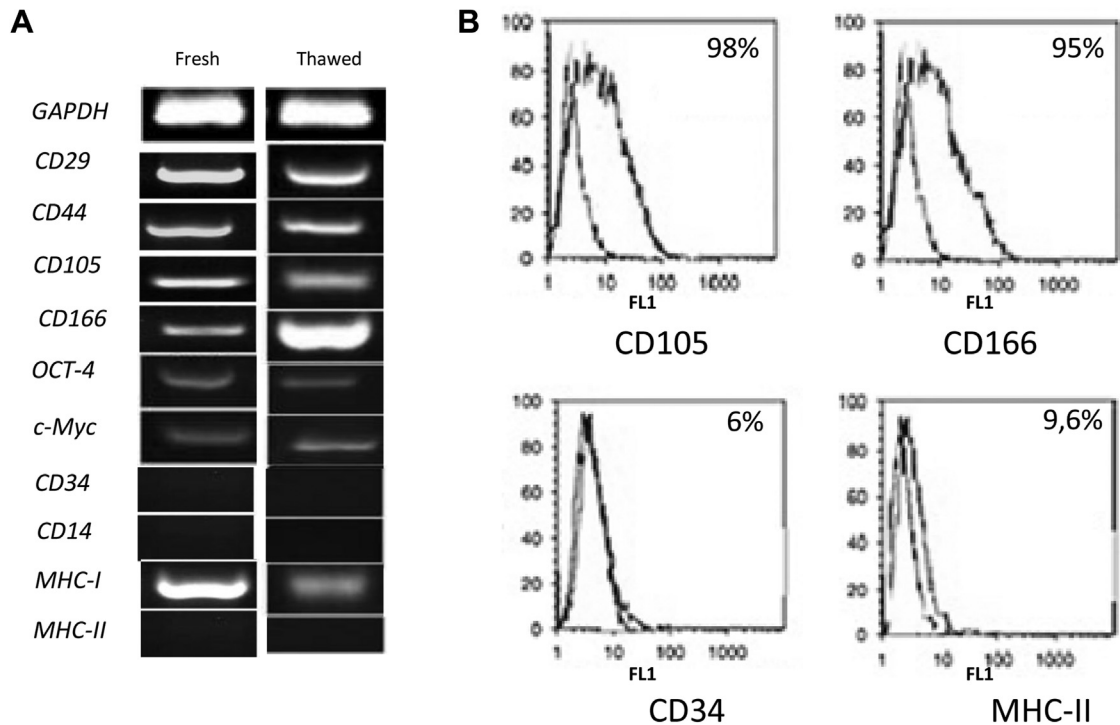 A
Fresh Thawed
GAPDH
CD29
CD44
CD105
CD166
OCT-4
c-Myc
CD34
CD14
MHC-I
MHC-II
B
98%
100
80
60
40
20
0
1 10 100 1000
FL1
CD105
95%
100
80
60
40
20
0
1 10 100 1000
FL1
CD166
6%
100
80
60
40
20
0
1 10 100 1000
CD34
9,6%
100
80
60
40
20
0
1 10 100 1000
FL1
MHC-II
FL1